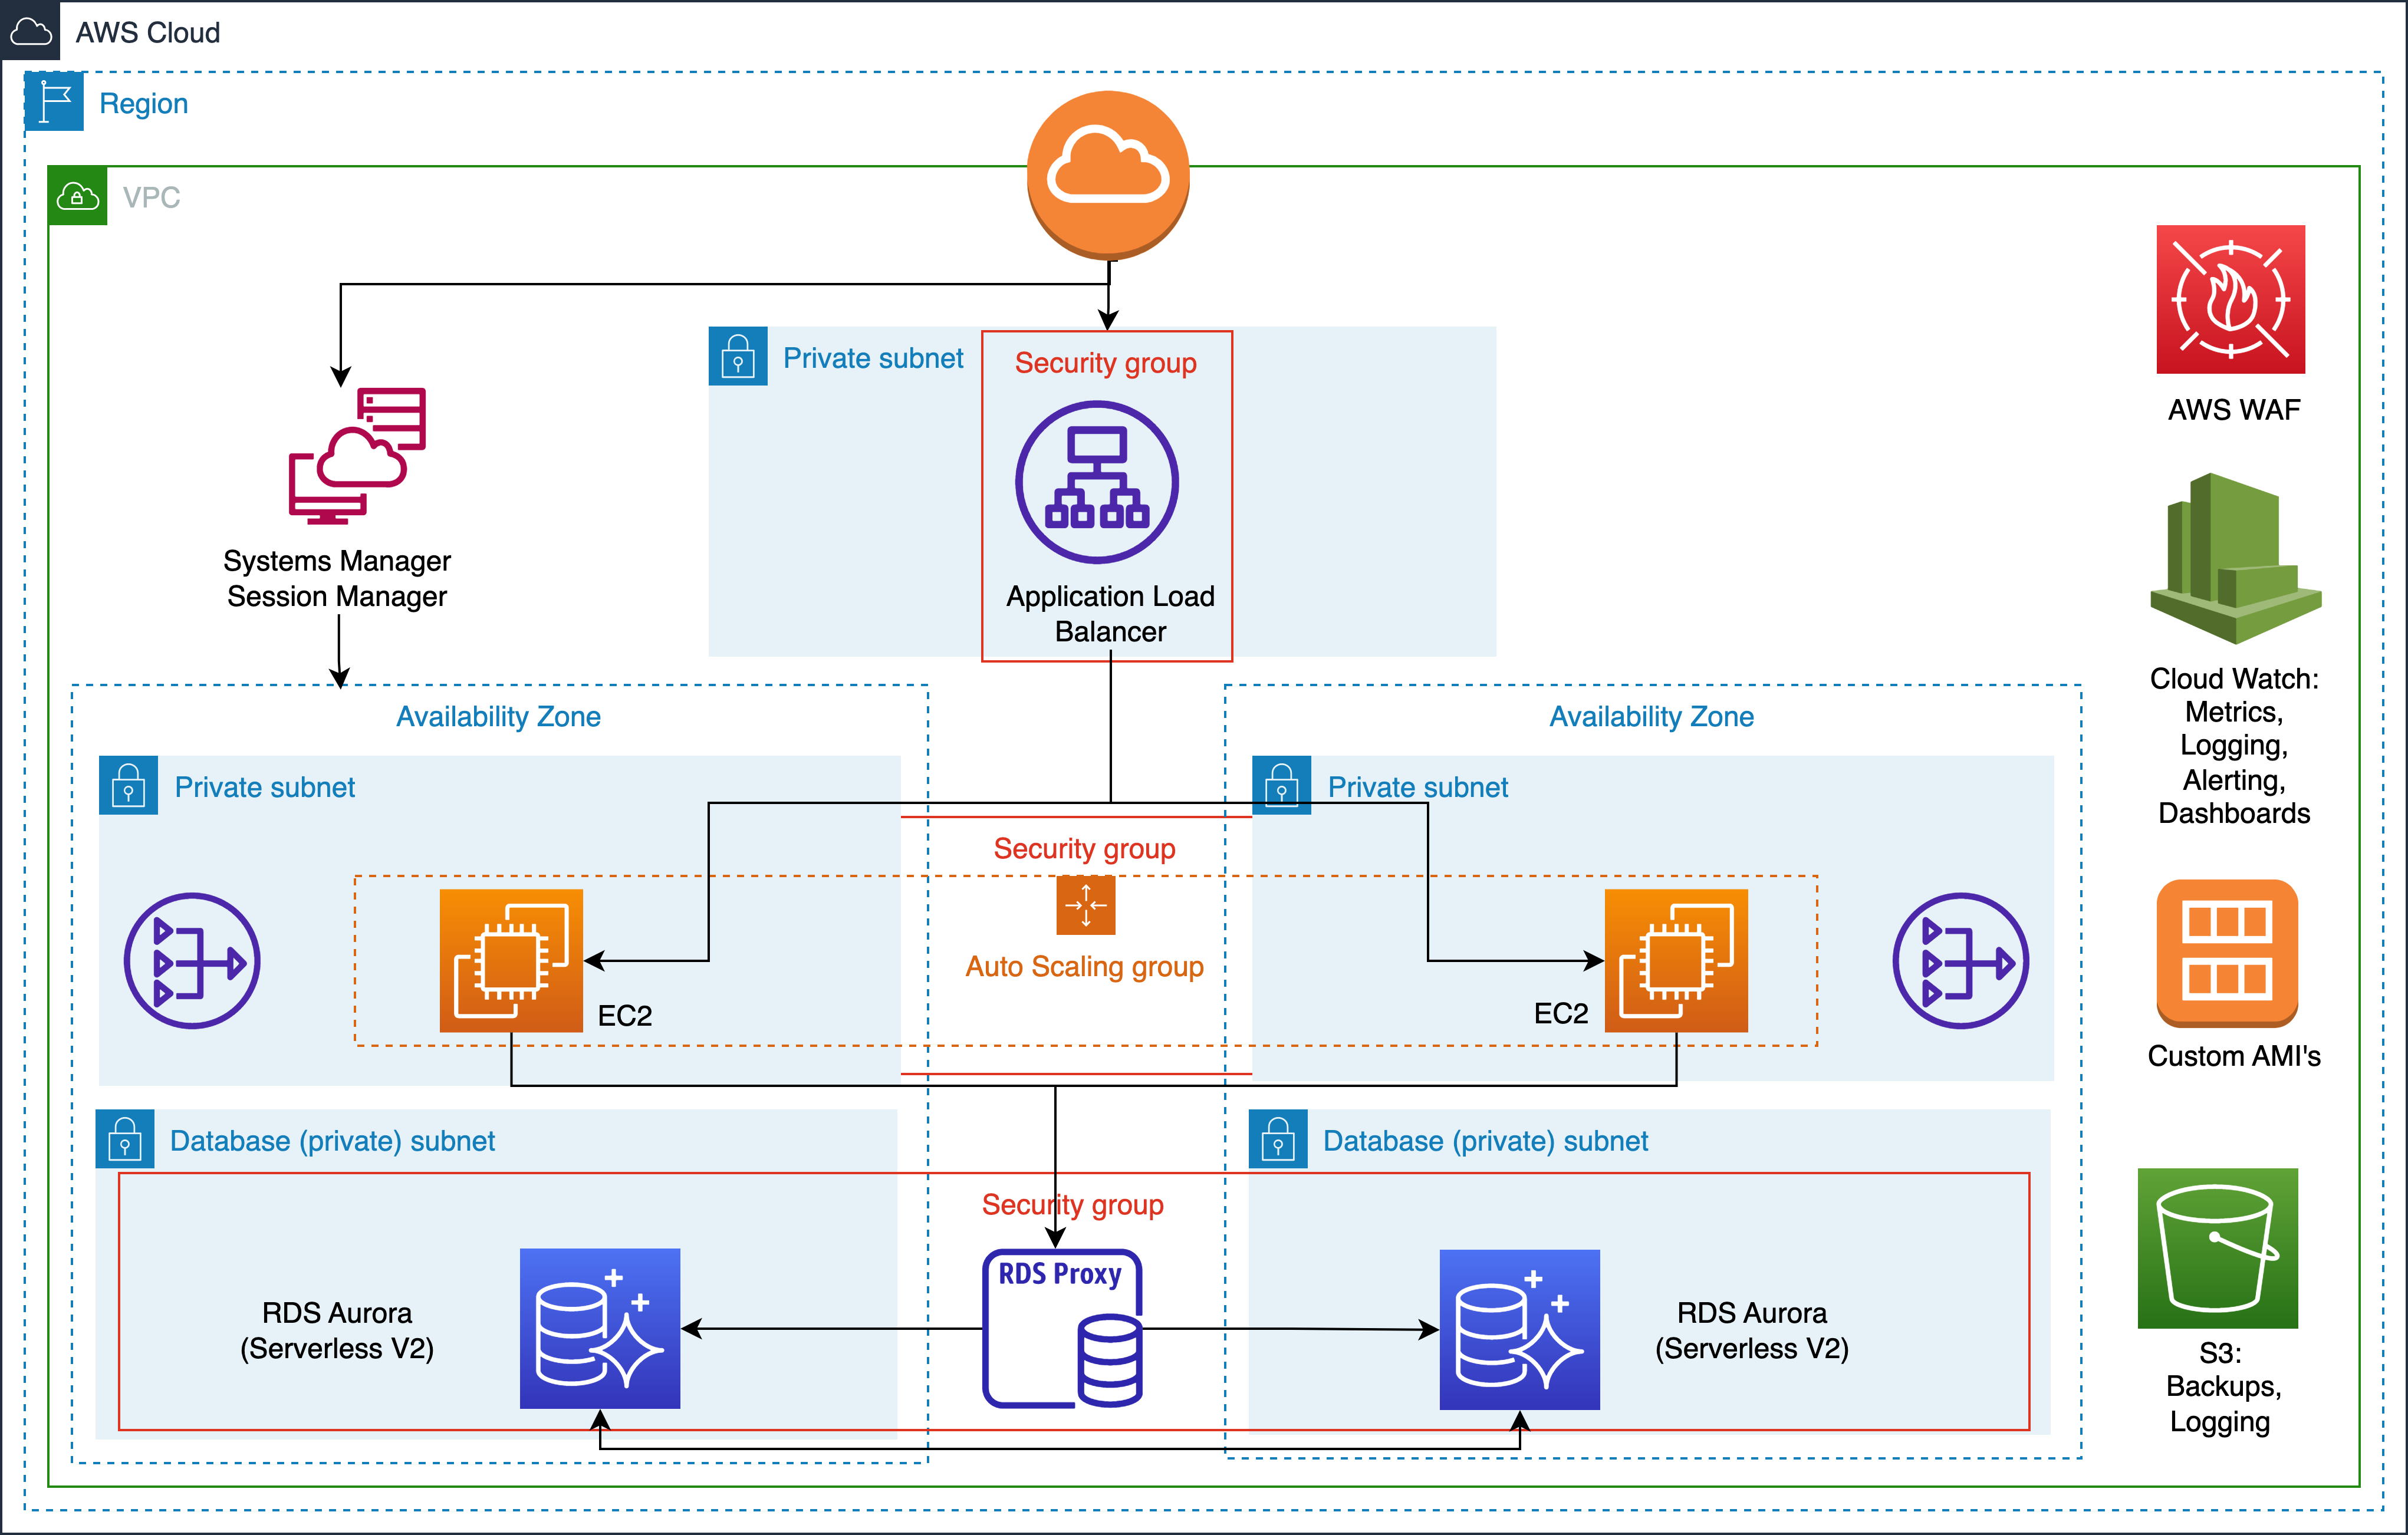 AWS Cloud
Region
VPC
Private subnet
Security group
Application Load
Balancer
Systems Manager
Session Manager
AWS WAF
Cloud Watch:
Metrics,
Logging,
Alerting,
Dashboards
Custom AMI's
S3:
Backups,
Logging
Availability Zone
Private subnet
EC2
Security group
Auto Scaling group
Availability Zone
Private subnet
EC2
Database (private) subnet
RDS Aurora
(Serverless V2)
Security group
RDS Proxy
Database (private) subnet
RDS Aurora
(Serverless V2)